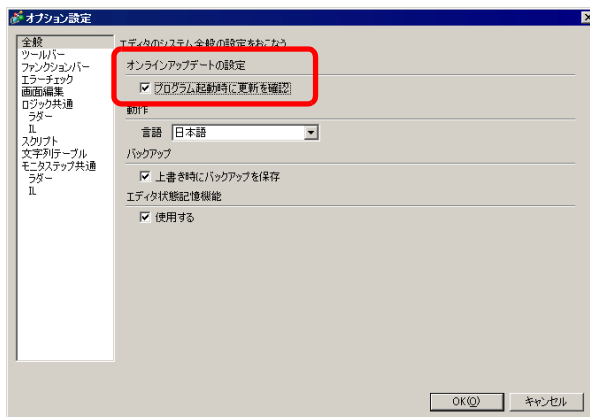 オプション設定
全般
ツールバー
ファンクションバー
エラーチェック
画面編集
ロジック共通
ラダー
IL
スクリプト
文字列テーブル
モニタステップ共通
ラダー
IL
エディタのシステム全般の設定をおこなう
オンラインアップデートの設定
プログラム起動時に更新を確認
動作
言語 日本語
バックアップ
上書き時にバックアップを保存
エディタ状態記憶機能
使用する
OK(O) キャンセル